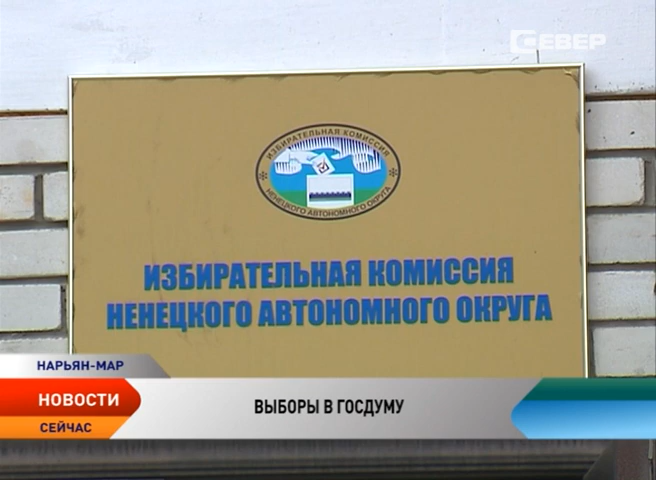 СЕВЕР
ИЗБИРАТЕЛЬНАЯ КОМИССИЯ
НЕНЕЦКОГО АВТОНОМНОГО ОКРУГА
ИЗБИРАТЕЛЬНАЯ КОМИССИЯ
НЕНЕЦКОГО АВТОНОМНОГО ОКРУГА
НАРЬЯН-МАР
НОВОСТИ
СЕЙЧАС
ВЫБОРЫ В ГОСДУМУ